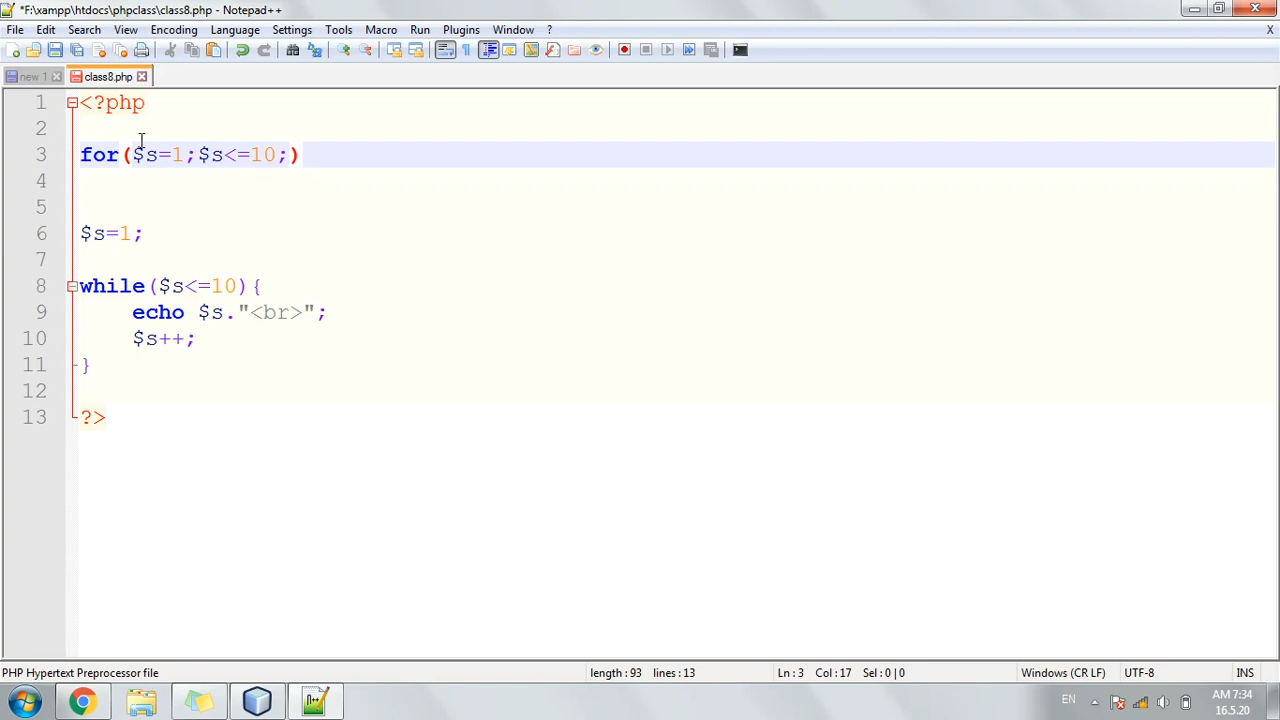 *F:\xampp\htdocs\phpclass\class8.php - Notepad++
File Edit Search View Encoding Language Settings Tools Macro Run Plugins Window ? X
new 1 class8.php
1 <?php
2
3 for($s=1;$s<=10;)
4
5
6 $s=1;
7
8 while($s<=10){
9 echo $s."<br>";
10 $s++;
11 }
12
13 ?>
PHP Hypertext Preprocessor file length : 93 lines : 13 Ln : 3 Col : 17 Sel : 0 | 0 Windows (CR LF) UTF-8 INS
EN AM 7:34
16.5.20